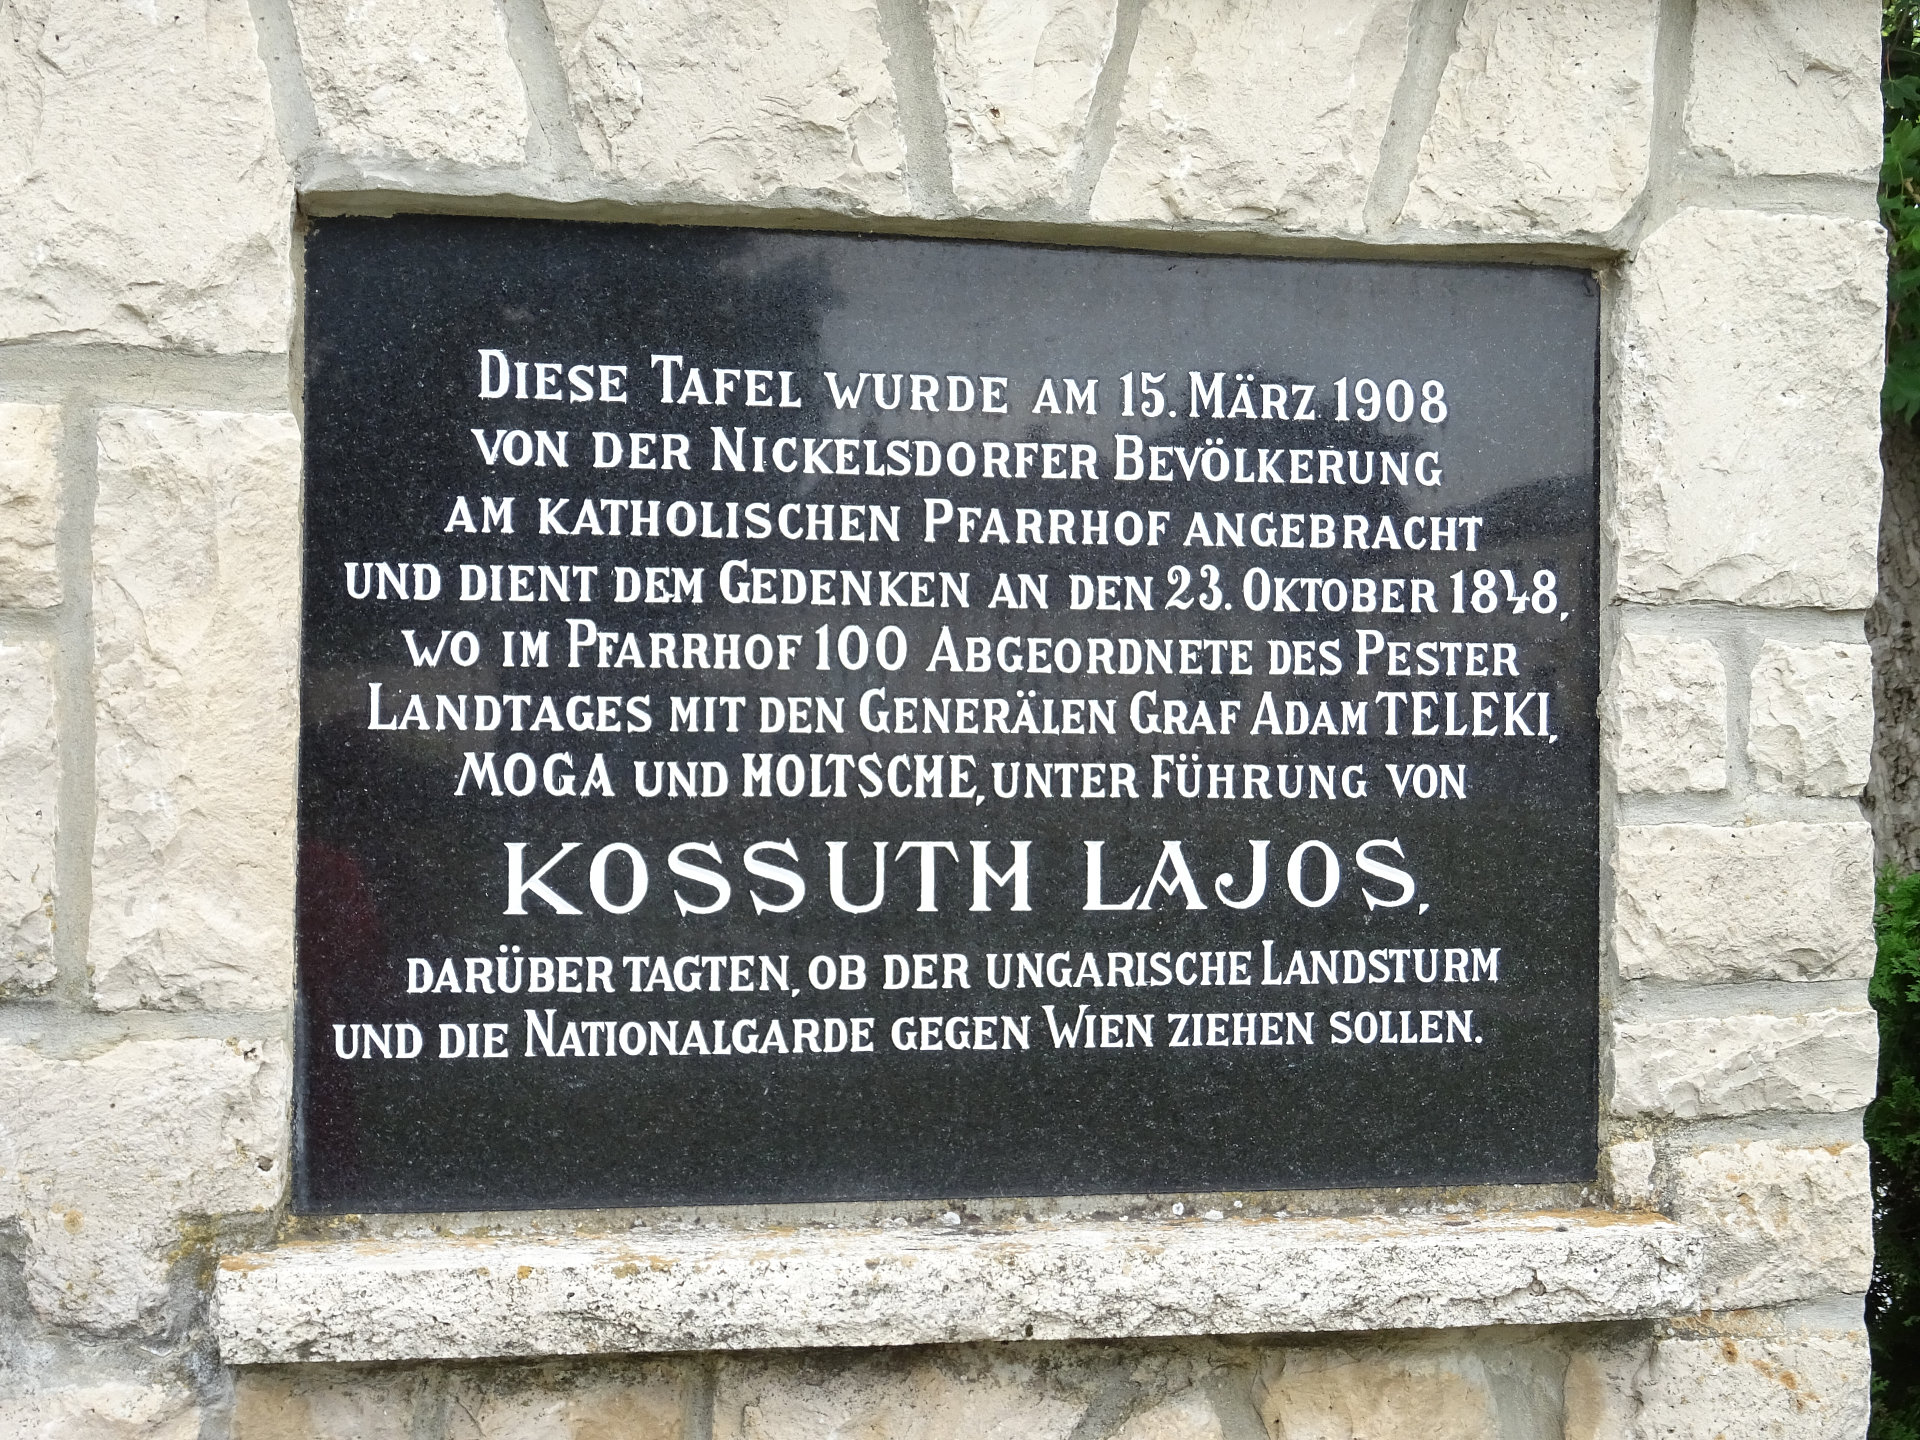 Diese Tafel wurde am 15. März 1908
von der Nickelsdorfer Bevölkerung
am katholischen Pfarrhof angebracht
und dient dem Gedenken an den 23. Oktober 1848,
wo im Pfarrhof 100 Abgeordnete des Pester
Landtages mit den Generälen Graf Adam TELEKI,
MOGA und HOLTSCHE, unter Führung von
KOSSUTH LAJOS,
darüber tagten, ob der ungarische Landsturm
und die Nationalgarde gegen Wien ziehen sollen.